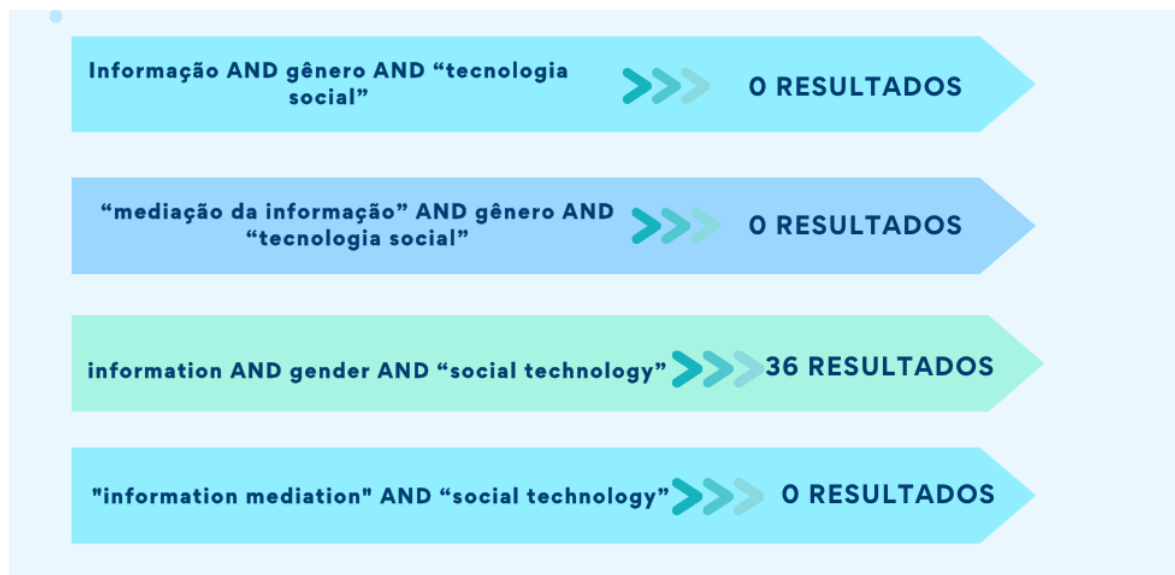 Informação AND gênero AND “tecnologia
social”
0 RESULTADOS
“mediação da informação” AND gênero AND
“tecnologia social”
0 RESULTADOS
information AND gender AND “social technology”
36 RESULTADOS
"information mediation" AND “social technology”
0 RESULTADOS